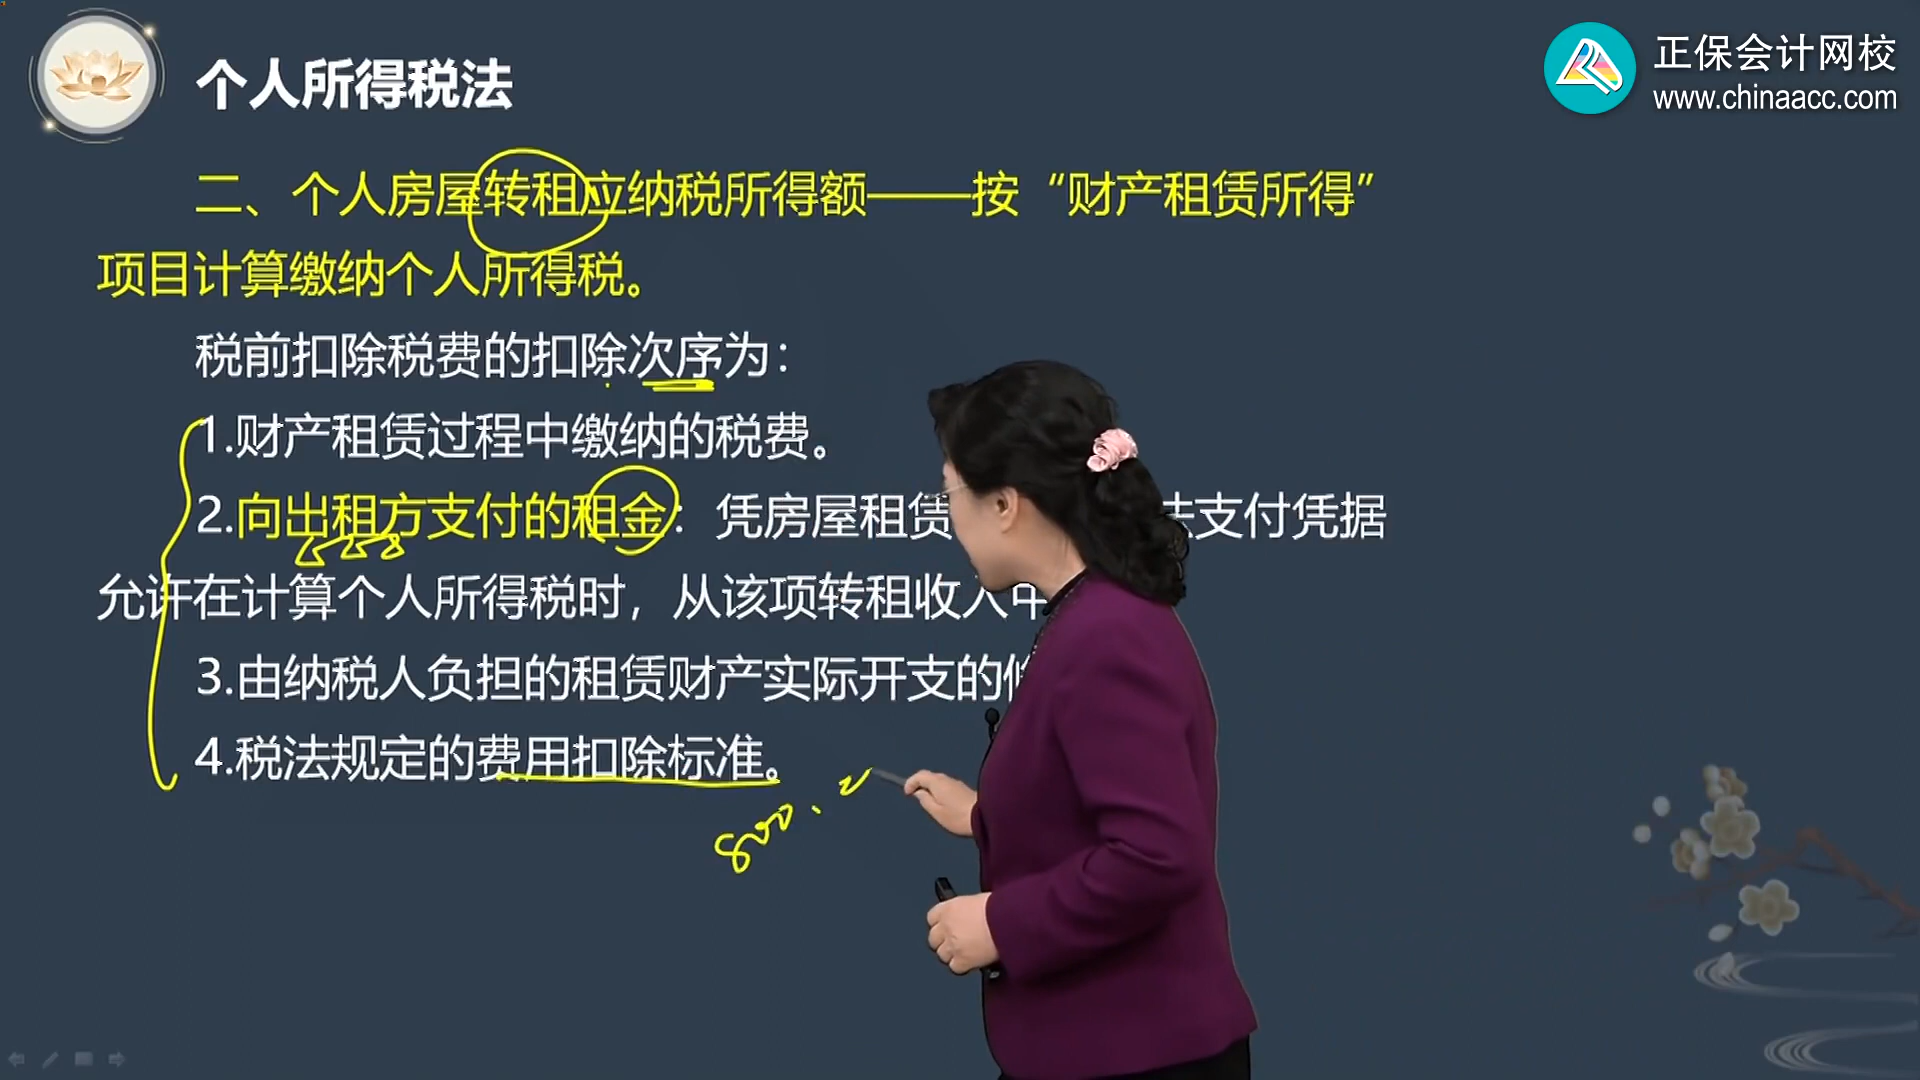 个人所得税法
正保会计网校
www.chinaacc.com
二、个人房屋转租应纳税所得额——按“财产租赁所得”
项目计算缴纳个人所得税。
税前扣除税费的扣除次序为：
1.财产租赁过程中缴纳的税费。
2.向出租方支付的租金：凭房屋租赁 支付凭据
允许在计算个人所得税时，从该项转租收入中
3.由纳税人负担的租赁财产实际开支的
4.税法规定的费用扣除标准。
800.2